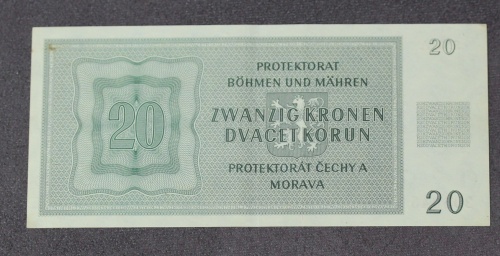 20
PROTEKTORAT
BÖHMEN UND MÄHREN
20
ZWANZIG KRONEN
DVACET KORUN
PROTEKTORÁT ČECHY A
MORAVA
20